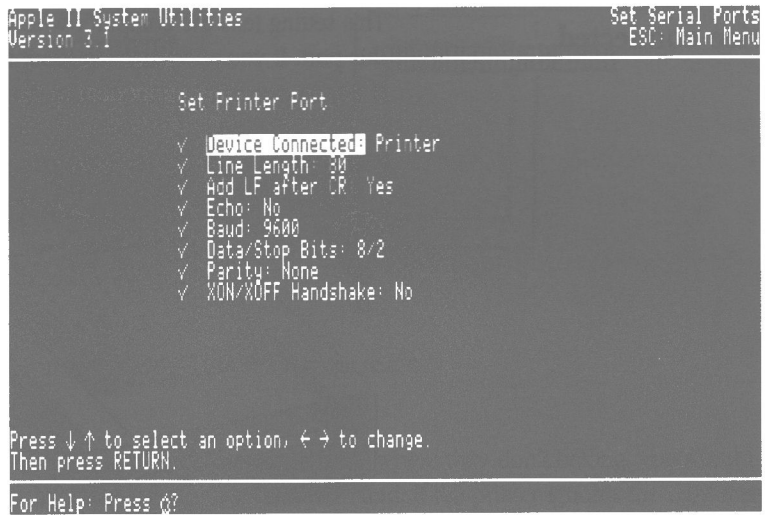 Apple II System Utilities
Set Serial Ports
Version 3.1
ESC: Main Menu
Set Printer Port
√ Device Connected: Printer
√ Line Length: 80
√ Add LF after CR: Yes
√ Echo: No
√ Baud: 9600
√ Data/Stop Bits: 8/2
√ Parity: None
√ XON/XOFF Handshake: No
Press ↓ ↑ to select an option, ← → to change.
Then press RETURN.
For Help: Press ?